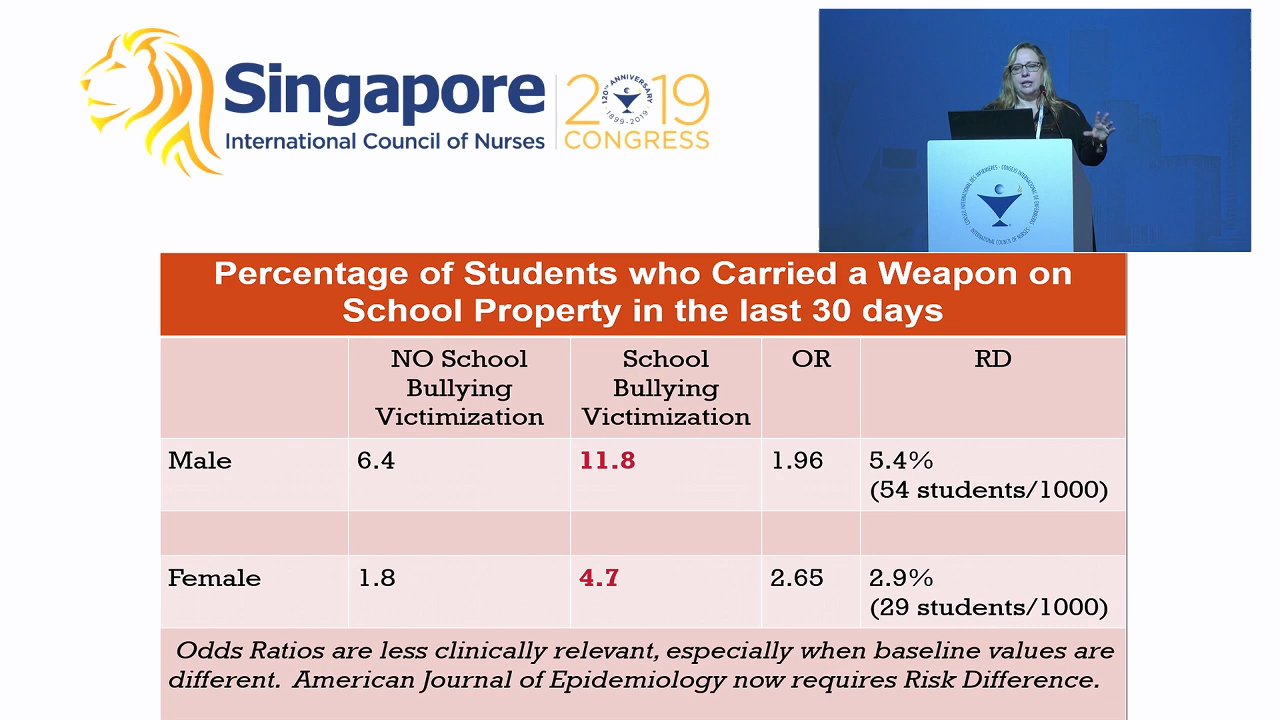 Singapore
International Council of Nurses
2019
CONGRESS
120TH ANNIVERSARY
1899-2019
Percentage of Students who Carried a Weapon on
School Property in the last 30 days
NO School Bullying Victimization School Bullying Victimization OR RD
Male 6.4 11.8 1.96 5.4%
(54 students/1000)
Female 1.8 4.7 2.65 2.9%
(29 students/1000)
Odds Ratios are less clinically relevant, especially when baseline values are
different. American Journal of Epidemiology now requires Risk Difference.